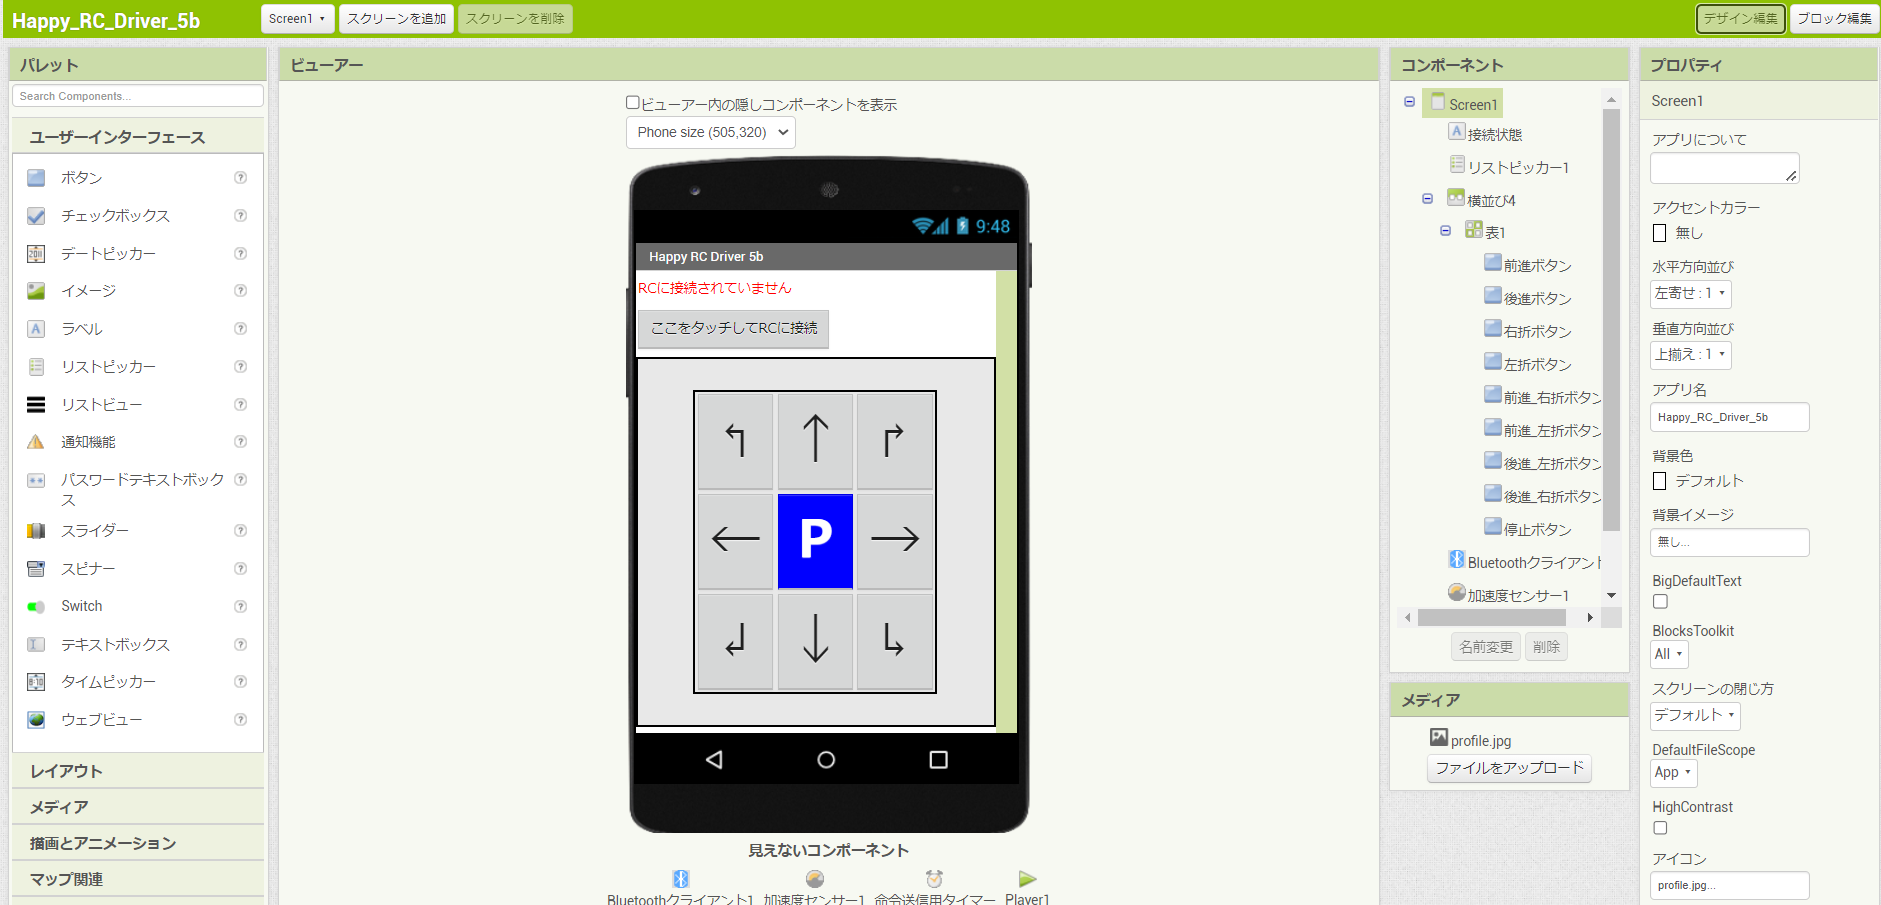 Happy_RC_Driver_5b
Screen1
スクリーンを追加
スクリーンを削除
デザイン編集
ブロック編集
パレット
Search Components...
ユーザーインターフェース
ボタン
チェックボックス
デートピッカー
イメージ
ラベル
リストピッカー
リストビュー
通知機能
パスワードテキストボック
ス
スライダー
スピナー
Switch
テキストボックス
タイムピッカー
ウェブビュー
レイアウト
メディア
描画とアニメーション
マップ関連
ビューアー
ビューアー内の隠しコンポーネントを表示
Phone size (505,320)
9:48
Happy RC Driver 5b
RCに接続されていません
ここをタッチしてRCに接続
P
見えないコンポーネント
Bluetoothクライアント1
加速度センサー1
命令送信用タイマー
Player1
コンポーネント
Screen1
接続状態
リストピッカー1
横並び4
表1
前進ボタン
後進ボタン
右折ボタン
左折ボタン
前進_右折ボタン
前進_左折ボタン
後進_左折ボタン
後進_右折ボタン
停止ボタン
Bluetoothクライアント
加速度センサー1
名前変更
削除
メディア
profile.jpg
ファイルをアップロード
プロパティ
Screen1
アプリについて
アクセントカラー
無し
水平方向並び
左寄せ : 1
垂直方向並び
上揃え : 1
アプリ名
Happy_RC_Driver_5b
背景色
デフォルト
背景イメージ
無し...
BigDefaultText
BlocksToolkit
All
スクリーンの閉じ方
デフォルト
DefaultFileScope
App
HighContrast
アイコン
profile.jpg...